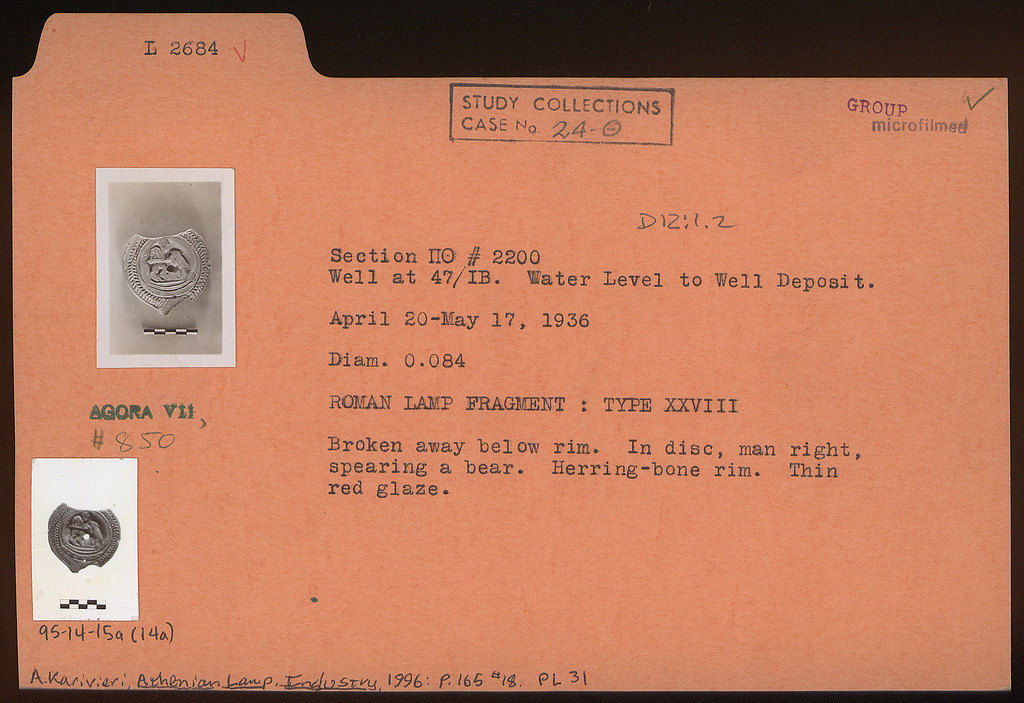 L 2684 ✓
STUDY COLLECTIONS
CASE No 24-Θ
GROUP
microfilmed
D12:1.2
Section ΠΘ # 2200
Well at 47/ΙΒ. Water Level to Well Deposit.
April 20-May 17, 1936
Diam. 0.084
ROMAN LAMP FRAGMENT : TYPE XXVIII
Broken away below rim. In disc, man right,
spearing a bear. Herring-bone rim. Thin
red glaze.
AGORA VII,
# 850
95-14-15a (14a)
A. Karivieri, Athenian Lamp Industry, 1996: P. 165 #18. PL 31